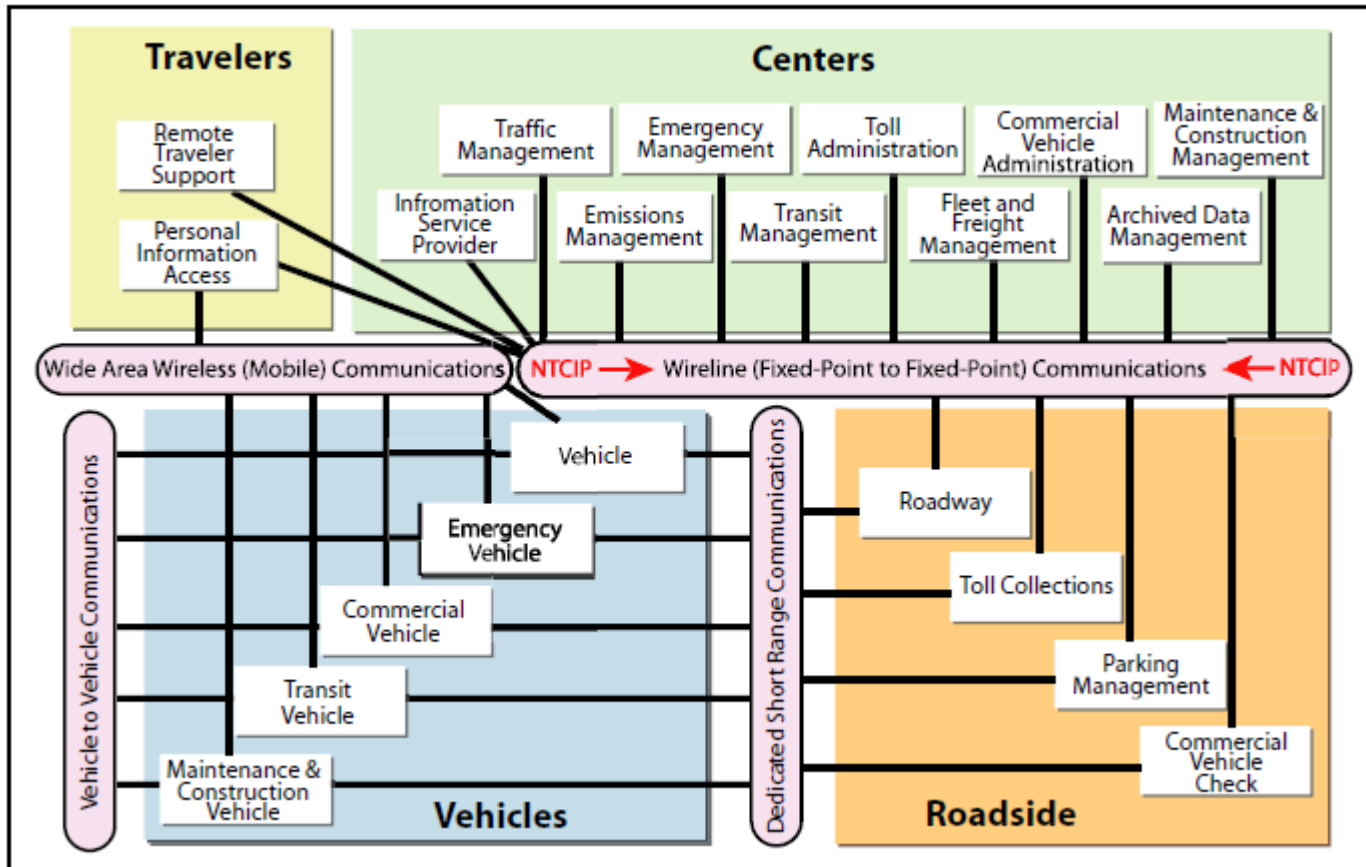 Travelers
Remote
Traveler
Support
Personal
Information
Access
Centers
Traffic
Management
Emergency
Management
Toll
Administration
Commercial
Vehicle
Administration
Maintenance &
Construction
Management
Infromation
Service
Provider
Emissions
Management
Transit
Management
Fleet and
Freight
Management
Archived Data
Management
Wide Area Wireless (Mobile) Communications
NTCIP Wireline (Fixed-Point to Fixed-Point) Communications NTCIP
Vehicle to Vehicle Communications
Vehicle
Emergency
Vehicle
Commercial
Vehicle
Transit
Vehicle
Maintenance &
Construction
Vehicle
Vehicles
Dedicated Short Range Communications
Roadway
Toll Collections
Parking
Management
Commercial
Vehicle
Check
Roadside